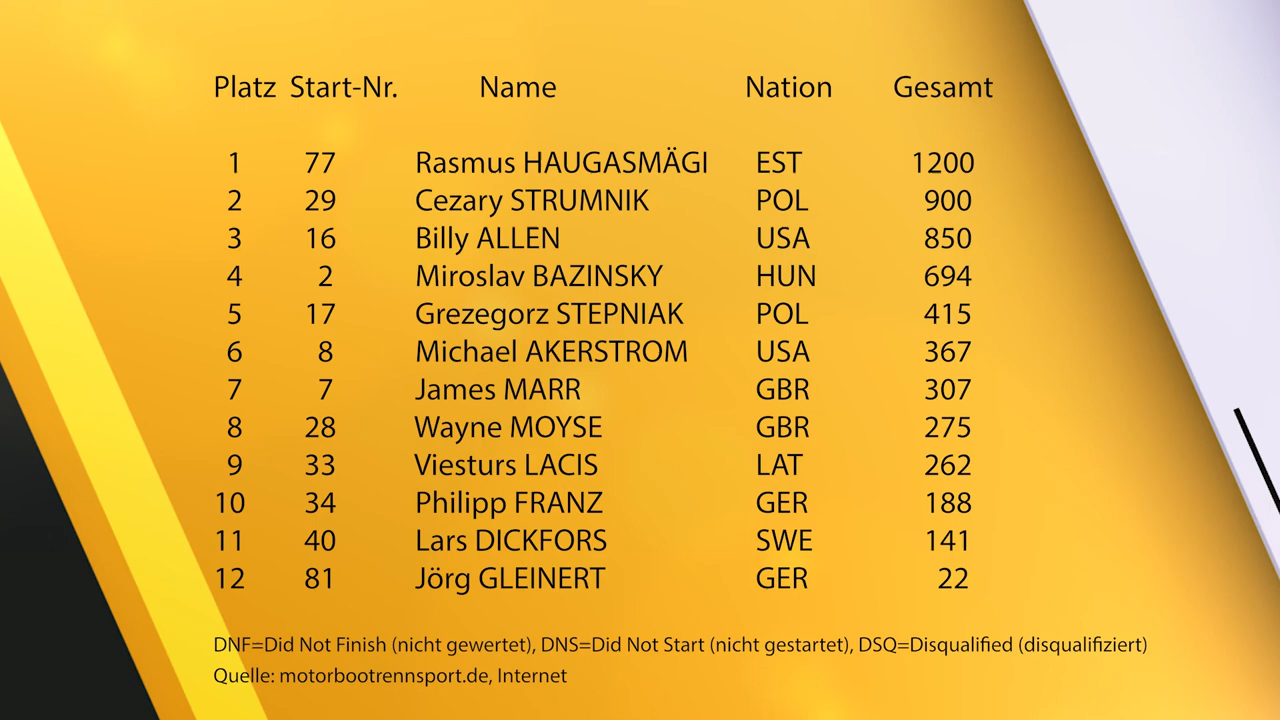 Platz Start-Nr. Name Nation Gesamt
1 77 Rasmus HAUGASMÄGI EST 1200
2 29 Cezary STRUMNIK POL 900
3 16 Billy ALLEN USA 850
4 2 Miroslav BAZINSKY HUN 694
5 17 Grezegorz STEPNIAK POL 415
6 8 Michael AKERSTROM USA 367
7 7 James MARR GBR 307
8 28 Wayne MOYSE GBR 275
9 33 Viesturs LACIS LAT 262
10 34 Philipp FRANZ GER 188
11 40 Lars DICKFORS SWE 141
12 81 Jörg GLEINERT GER 22
DNF=Did Not Finish (nicht gewertet), DNS=Did Not Start (nicht gestartet), DSQ=Disqualified (disqualifiziert)
Quelle: motorbootrennsport.de, Internet